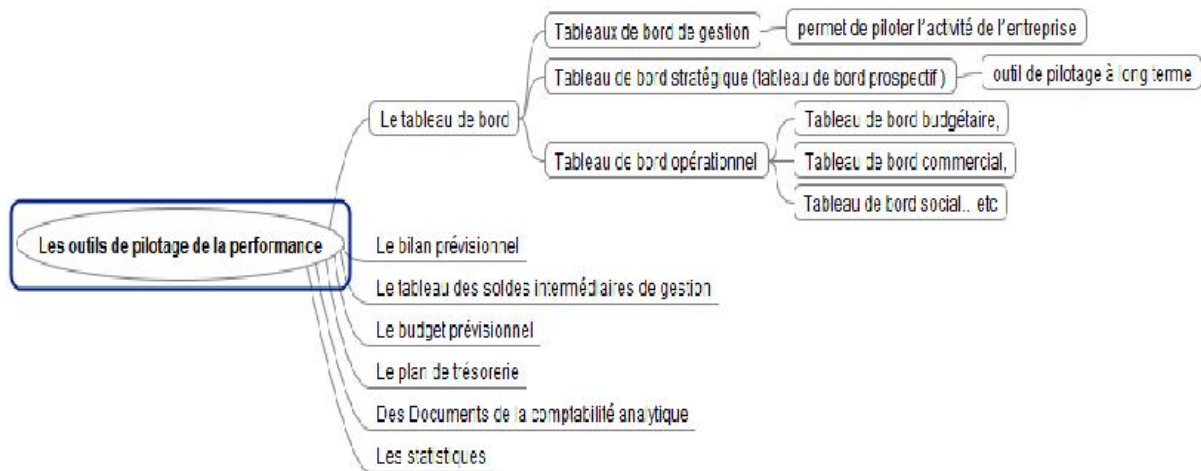 Tableaux de bord de gestion
permet de piloter l'activité de l'entreprise
Tableau de bord stratégique (tableau de bord prospectif)
outil de pilotage à long terme
Le tableau de bord
Tableau de bord budgétaire,
Tableau de bord opérationnel
Tableau de bord commercial,
Tableau de bord social.. etc
Les outils de pilotage de la performance
Le bilan prévisionnel
Le tableau des soldes intermédiaires de gestion
Le budget prévisionnel
Le plan de trésorerie
Des Documents de la comptabilité analytique
Les statistiques